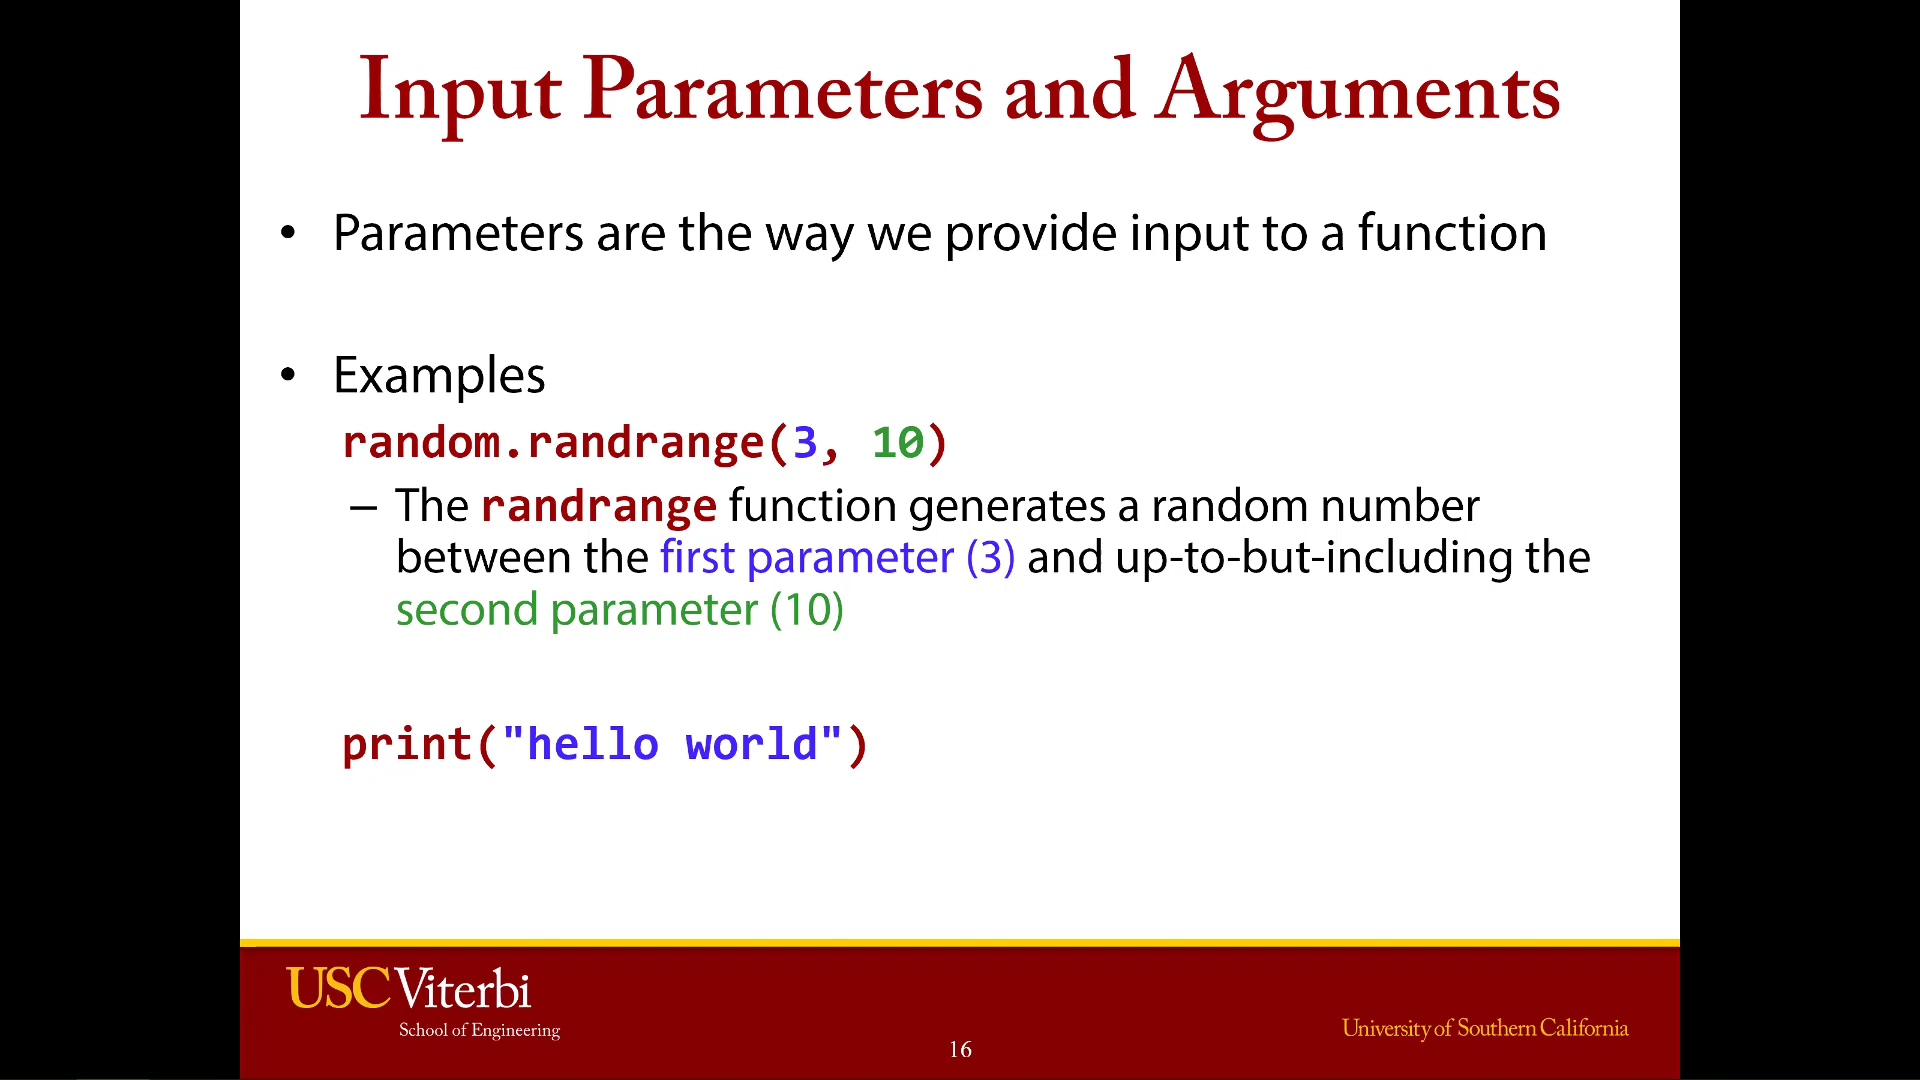 Input Parameters and Arguments
• Parameters are the way we provide input to a function
• Examples
random.randrange(3, 10)
– The randrange function generates a random number
between the first parameter (3) and up-to-but-including the
second parameter (10)
print("hello world")
USC Viterbi
School of Engineering
University of Southern California
16